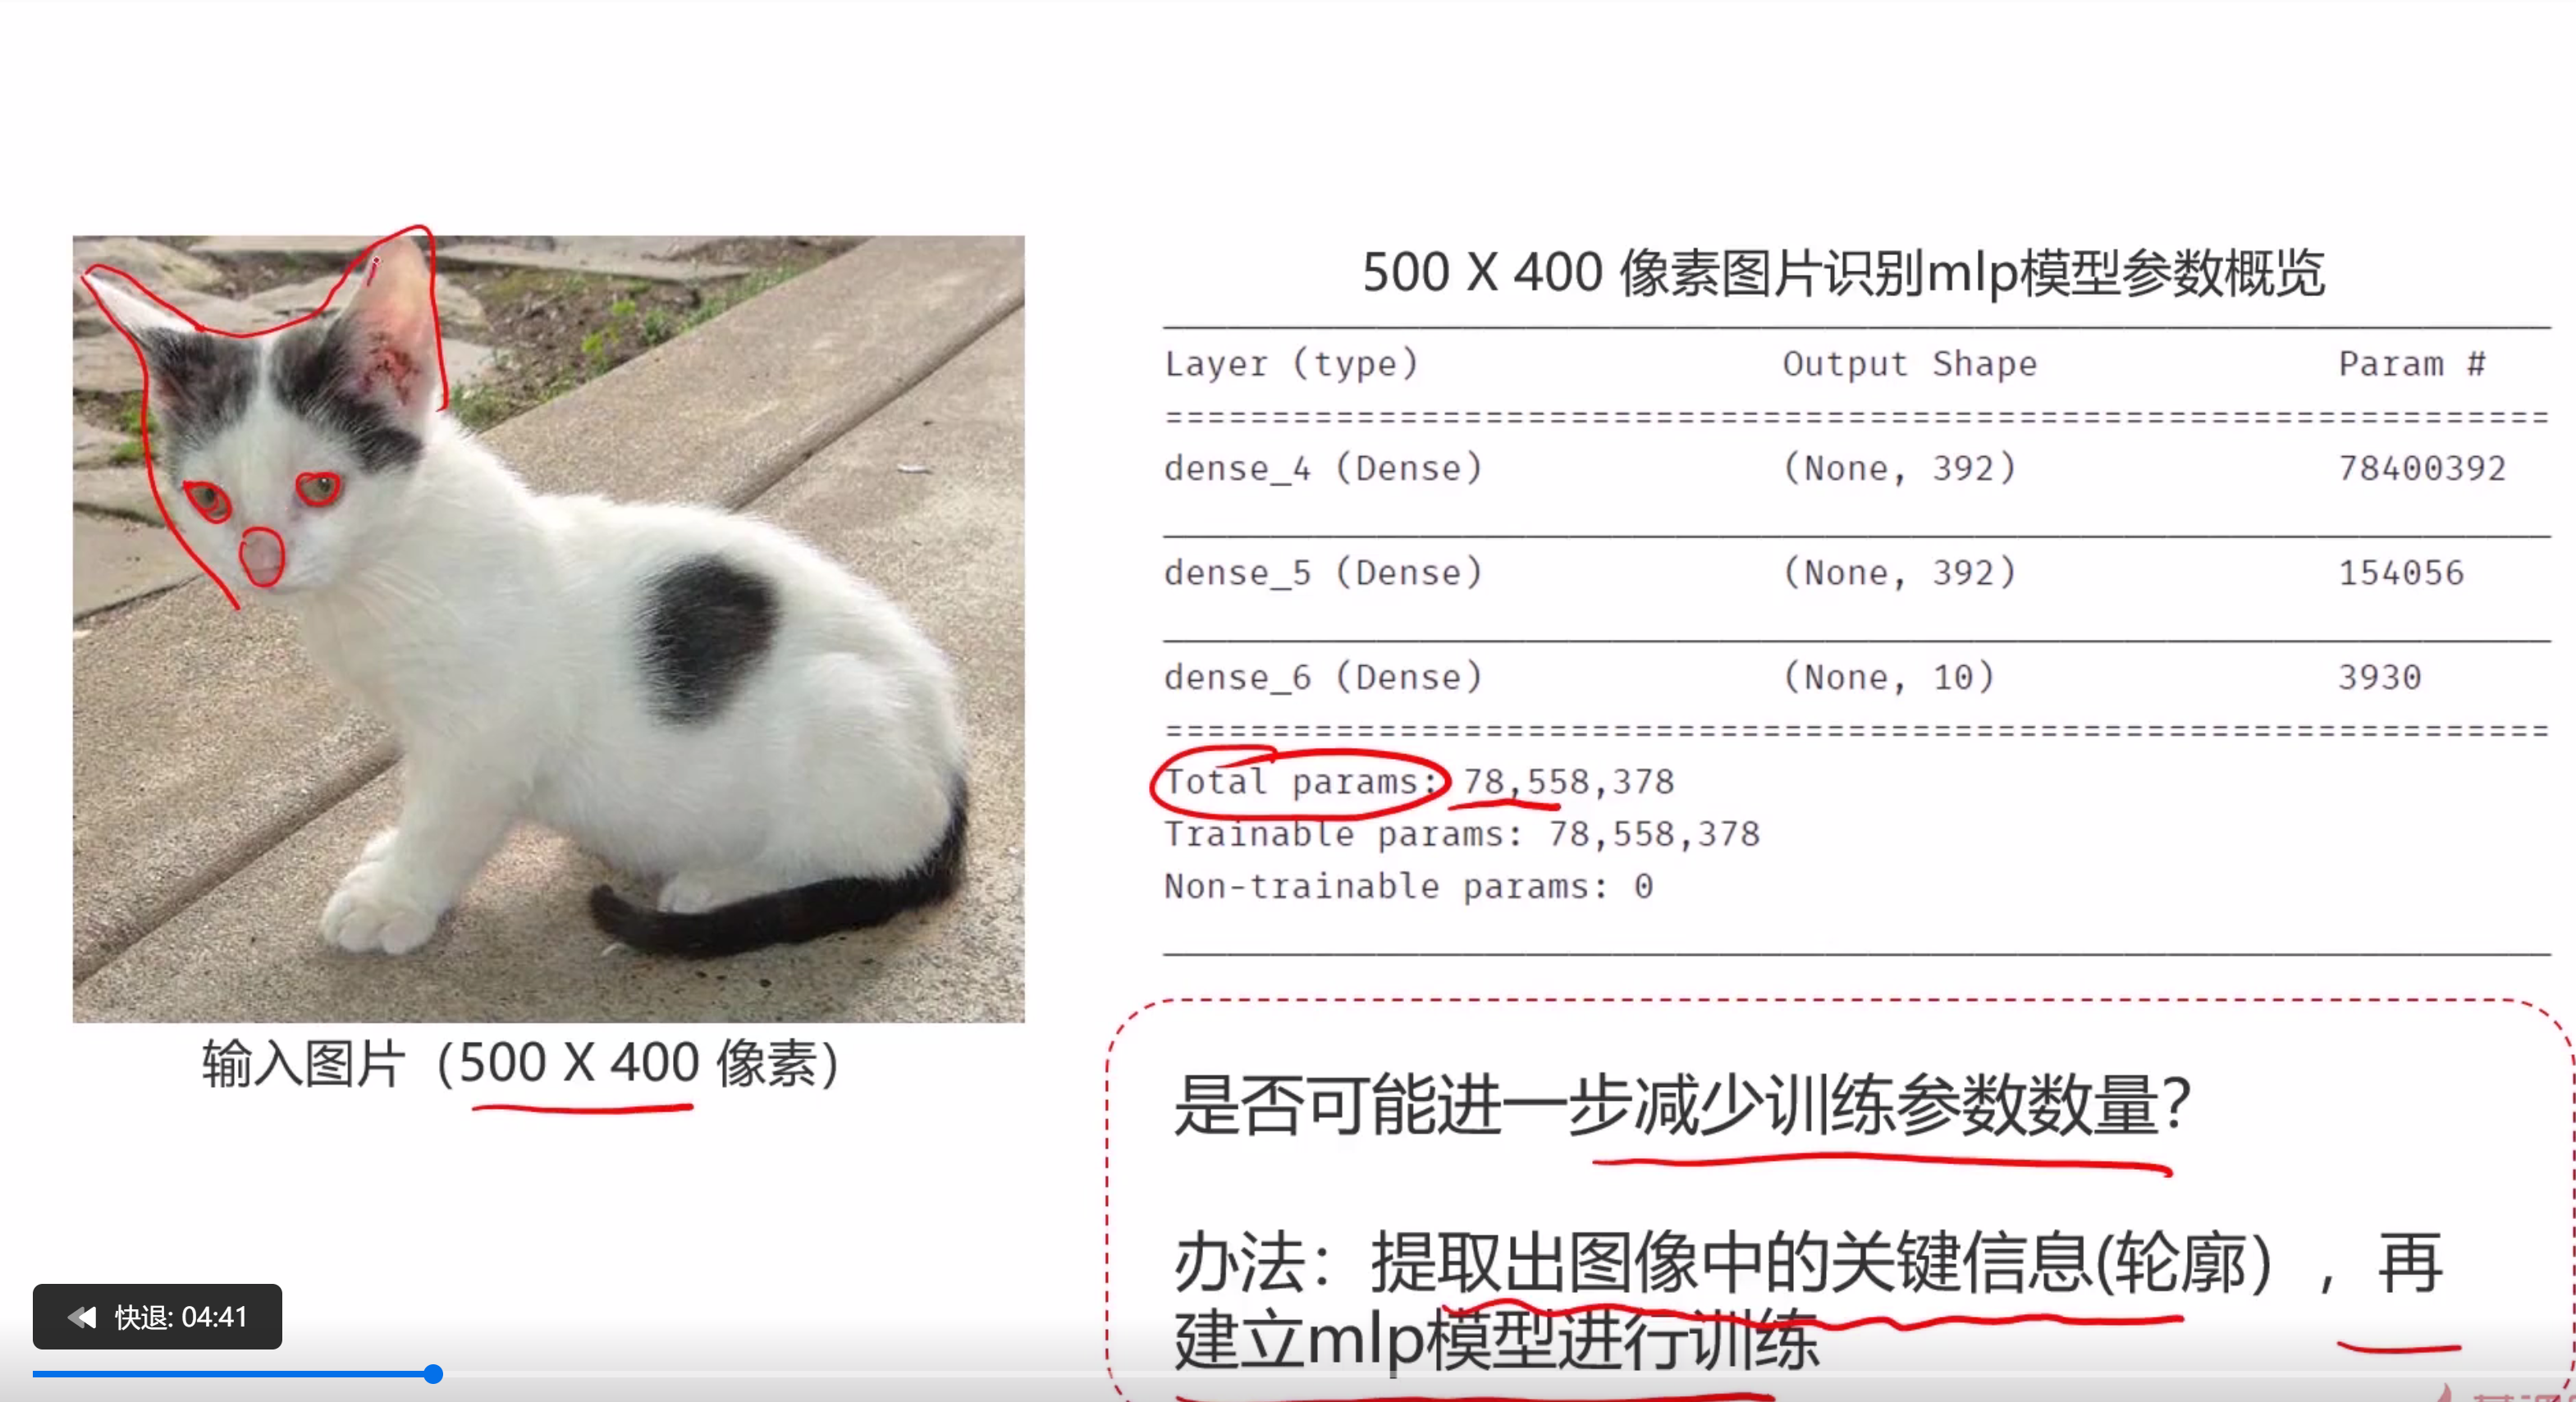 500 X 400 像素图片识别mlp模型参数概览
Layer (type) Output Shape Param #
dense_4 (Dense) (None, 392) 78400392
dense_5 (Dense) (None, 392) 154056
dense_6 (Dense) (None, 10) 3930
Total params: 78,558,378
Trainable params: 78,558,378
Non-trainable params: 0
输入图片（500 X 400 像素）
是否可能进一步减少训练参数数量？
办法：提取出图像中的关键信息(轮廓），再
建立mlp模型进行训练
快退: 04:41